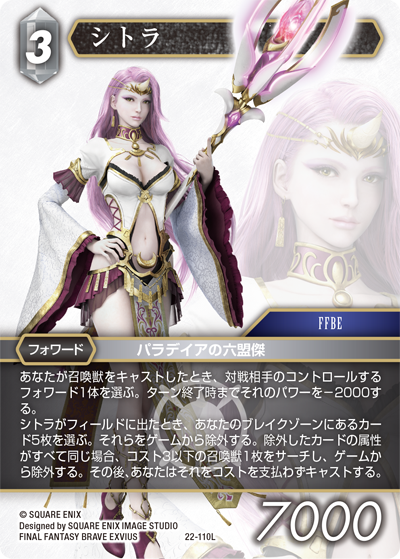 3
シトラ
FFBE
フォワード
パラデイアの六盟傑
あなたが召喚獣をキャストしたとき、対戦相手のコントロールする
フォワード1体を選ぶ。ターン終了時までそれのパワーを−2000す
る。
シトラがフィールドに出たとき、あなたのブレイクゾーンにあるカー
ド5枚を選ぶ。それらをゲームから除外する。除外したカードの属性
がすべて同じ場合、コスト3以下の召喚獣1枚をサーチし、ゲームか
ら除外する。その後、あなたはそれをコストを支払わずキャストする。
© SQUARE ENIX
Designed by SQUARE ENIX IMAGE STUDIO
FINAL FANTASY BRAVE EXVIUS
22-110L
7000